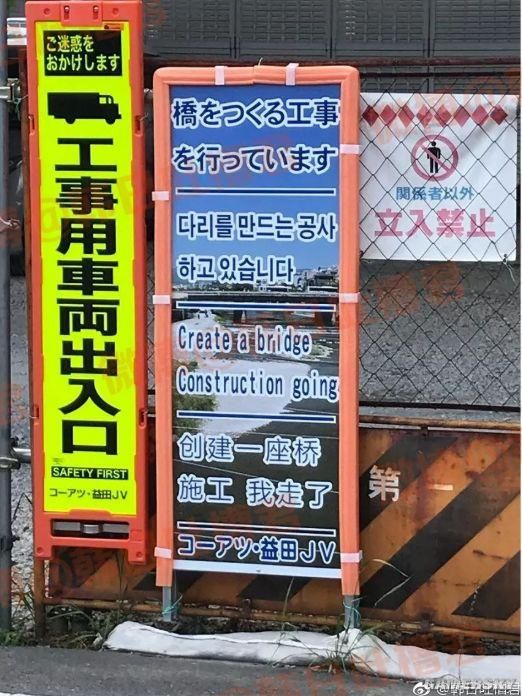 ご迷惑を
おかけします
工事用車両出入口
SAFETY FIRST
コーアツ・益田JV
橋をつくる工事
を行っています
다리를 만드는 공사
하고 있습니다
Create a bridge
Construction going
创建一座桥
施工 我走了
コーアツ・益田JV
関係者以外
立入禁止
第一